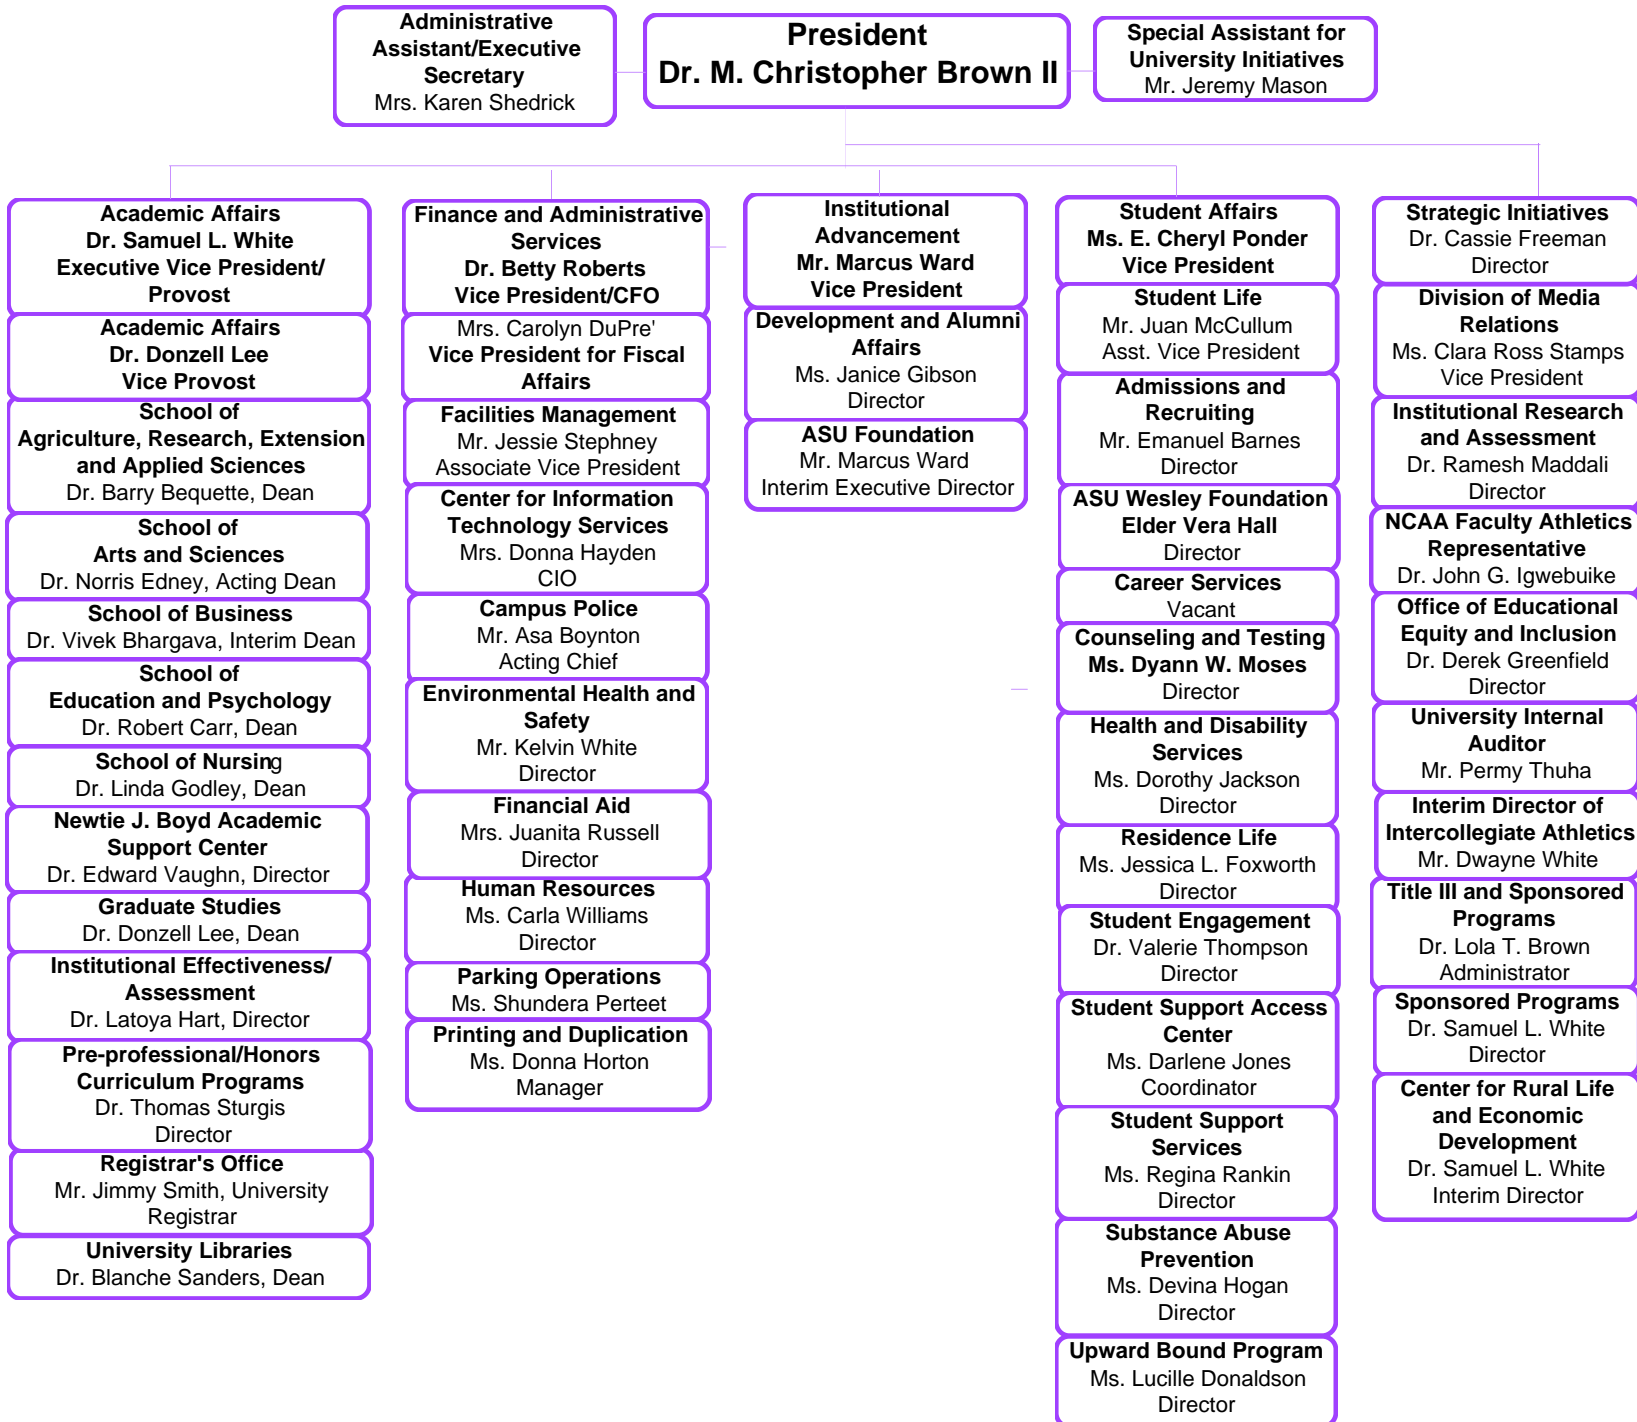 Administrative
Assistant/Executive
Secretary
Mrs. Karen Shedrick
President
Dr. M. Christopher Brown II
Special Assistant for
University Initiatives
Mr. Jeremy Mason
Academic Affairs
Dr. Samuel L. White
Executive Vice President/
Provost
Academic Affairs
Dr. Donzell Lee
Vice Provost
School of
Agriculture, Research, Extension
and Applied Sciences
Dr. Barry Bequette, Dean
School of
Arts and Sciences
Dr. Norris Edney, Acting Dean
School of Business
Dr. Vivek Bhargava, Interim Dean
School of
Education and Psychology
Dr. Robert Carr, Dean
School of Nursing
Dr. Linda Godley, Dean
Newtie J. Boyd Academic
Support Center
Dr. Edward Vaughn, Director
Graduate Studies
Dr. Donzell Lee, Dean
Institutional Effectiveness/
Assessment
Dr. Latoya Hart, Director
Pre-professional/Honors
Curriculum Programs
Dr. Thomas Sturgis
Director
Registrar's Office
Mr. Jimmy Smith, University
Registrar
University Libraries
Dr. Blanche Sanders, Dean
Finance and Administrative
Services
Dr. Betty Roberts
Vice President/CFO
Mrs. Carolyn DuPre'
Vice President for Fiscal
Affairs
Facilities Management
Mr. Jessie Stephney
Associate Vice President
Center for Information
Technology Services
Mrs. Donna Hayden
CIO
Campus Police
Mr. Asa Boynton
Acting Chief
Environmental Health and
Safety
Mr. Kelvin White
Director
Financial Aid
Mrs. Juanita Russell
Director
Human Resources
Ms. Carla Williams
Director
Parking Operations
Ms. Shundera Perteet
Printing and Duplication
Ms. Donna Horton
Manager
Institutional
Advancement
Mr. Marcus Ward
Vice President
Development and Alumni
Affairs
Ms. Janice Gibson
Director
ASU Foundation
Mr. Marcus Ward
Interim Executive Director
Student Affairs
Ms. E. Cheryl Ponder
Vice President
Student Life
Mr. Juan McCullum
Asst. Vice President
Admissions and
Recruiting
Mr. Emanuel Barnes
Director
ASU Wesley Foundation
Elder Vera Hall
Director
Career Services
Vacant
Counseling and Testing
Ms. Dyann W. Moses
Director
Health and Disability
Services
Ms. Dorothy Jackson
Director
Residence Life
Ms. Jessica L. Foxworth
Director
Student Engagement
Dr. Valerie Thompson
Director
Student Support Access
Center
Ms. Darlene Jones
Coordinator
Student Support
Services
Ms. Regina Rankin
Director
Substance Abuse
Prevention
Ms. Devina Hogan
Director
Upward Bound Program
Ms. Lucille Donaldson
Director
Strategic Initiatives
Dr. Cassie Freeman
Director
Division of Media
Relations
Ms. Clara Ross Stamps
Vice President
Institutional Research
and Assessment
Dr. Ramesh Maddali
Director
NCAA Faculty Athletics
Representative
Dr. John G. Igwebuike
Office of Educational
Equity and Inclusion
Dr. Derek Greenfield
Director
University Internal
Auditor
Mr. Permy Thuha
Interim Director of
Intercollegiate Athletics
Mr. Dwayne White
Title III and Sponsored
Programs
Dr. Lola T. Brown
Administrator
Sponsored Programs
Dr. Samuel L. White
Director
Center for Rural Life
and Economic
Development
Dr. Samuel L. White
Interim Director